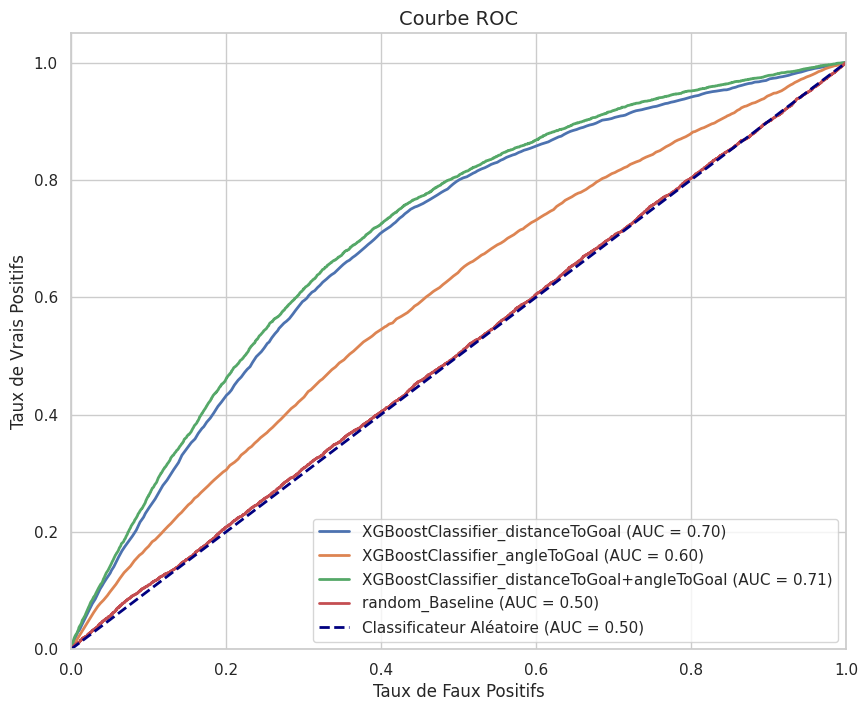 Courbe ROC
1.0
0.8
0.6
0.4
0.2
0.0
Taux de Vrais Positifs
XGBoostClassifier_distanceToGoal (AUC = 0.70)
XGBoostClassifier_angleToGoal (AUC = 0.60)
XGBoostClassifier_distanceToGoal+angleToGoal (AUC = 0.71)
random_Baseline (AUC = 0.50)
Classificateur Aléatoire (AUC = 0.50)
0.0 0.2 0.4 0.6 0.8 1.0
Taux de Faux Positifs